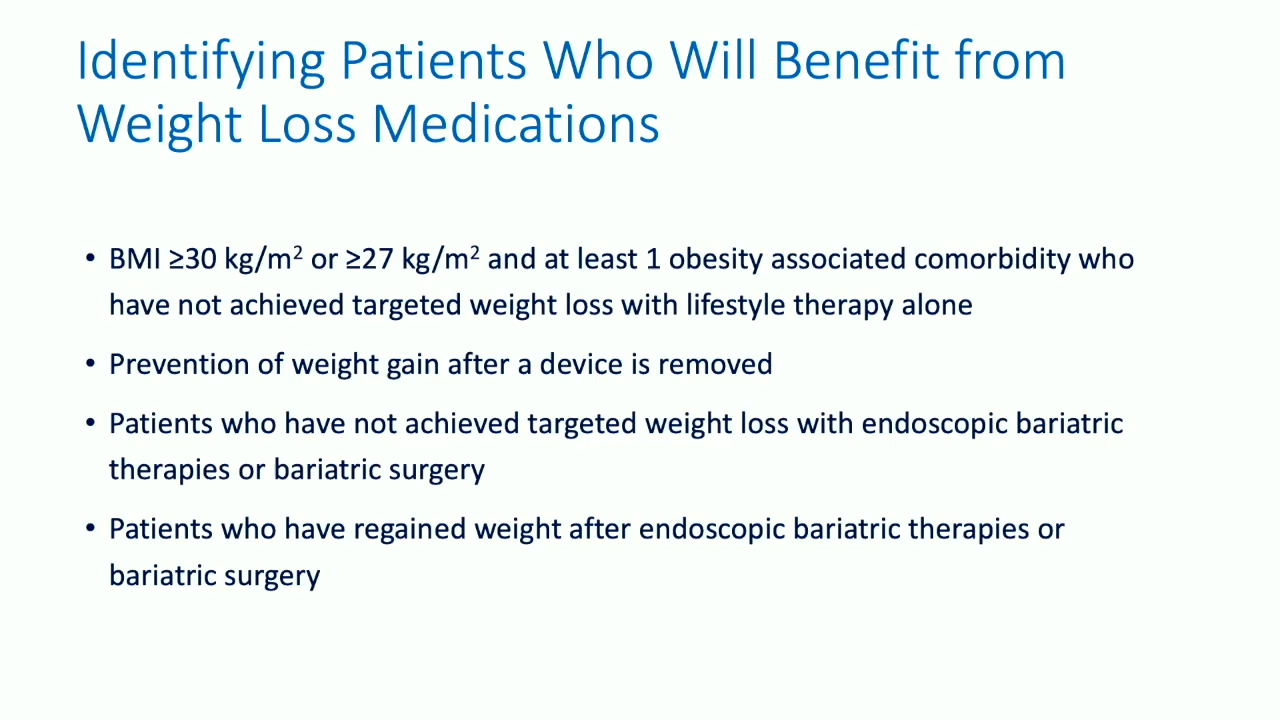 Identifying Patients Who Will Benefit from
Weight Loss Medications
• BMI ≥30 kg/m² or ≥27 kg/m² and at least 1 obesity associated comorbidity who
have not achieved targeted weight loss with lifestyle therapy alone
• Prevention of weight gain after a device is removed
• Patients who have not achieved targeted weight loss with endoscopic bariatric
therapies or bariatric surgery
• Patients who have regained weight after endoscopic bariatric therapies or
bariatric surgery